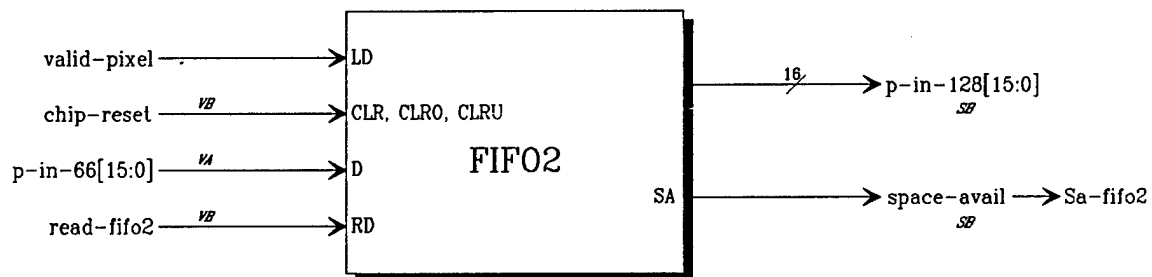 valid-pixel LD
16
p-in-128[15:0]
SB
chip-reset VB CLR, CLRO, CLRU
FIFO2
p-in-66[15:0] VA D
SA space-avail Sa-fifo2
SB
read-fifo2 VB RD